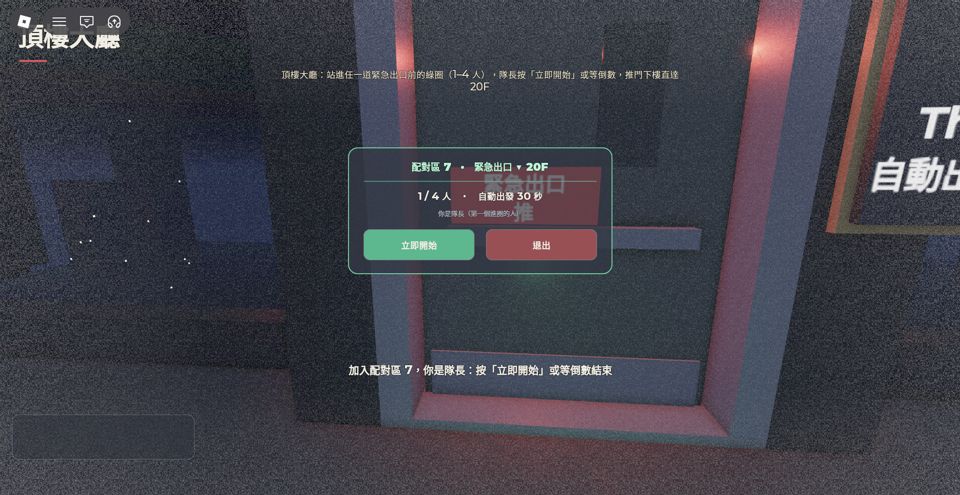 頂樓大廳
頂樓大廳：站進任一道緊急出口前的綠圈（1–4 人），隊長按「立即開始」或等倒數，推門下樓直達
20F
配對區 7 • 緊急出口 ▼ 20F
緊急出口
推
1 / 4 人 • 自動出發 30 秒
你是隊長（第一個進圈的人）
立即開始
退出
加入配對區 7，你是隊長：按「立即開始」或等倒數結束
Th
自動出